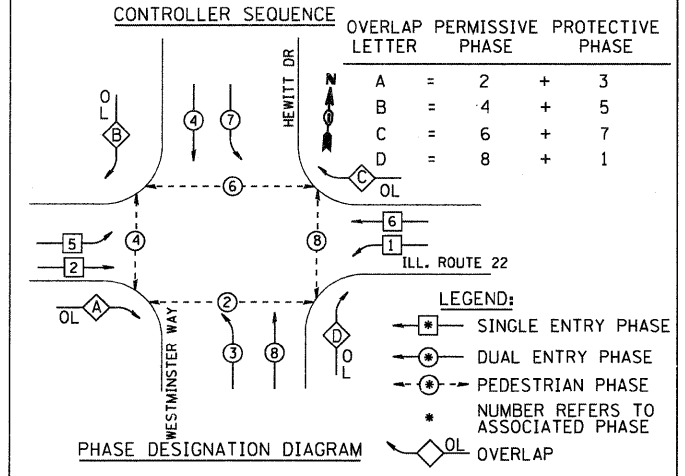 CONTROLLER SEQUENCE
OVERLAP LETTER PERMISSIVE PHASE PROTECTIVE PHASE
A = 2 + 3
B = 4 + 5
C = 6 + 7
D = 8 + 1
HEWITT DR
N
OL
B
4
7
6
C
OL
5
2
4
8
6
1
ILL. ROUTE 22
OL
A
2
WESTMINSTER WAY
3
8
D
OL
LEGEND:
* SINGLE ENTRY PHASE
* DUAL ENTRY PHASE
* PEDESTRIAN PHASE
* NUMBER REFERS TO
ASSOCIATED PHASE
OL OVERLAP
PHASE DESIGNATION DIAGRAM